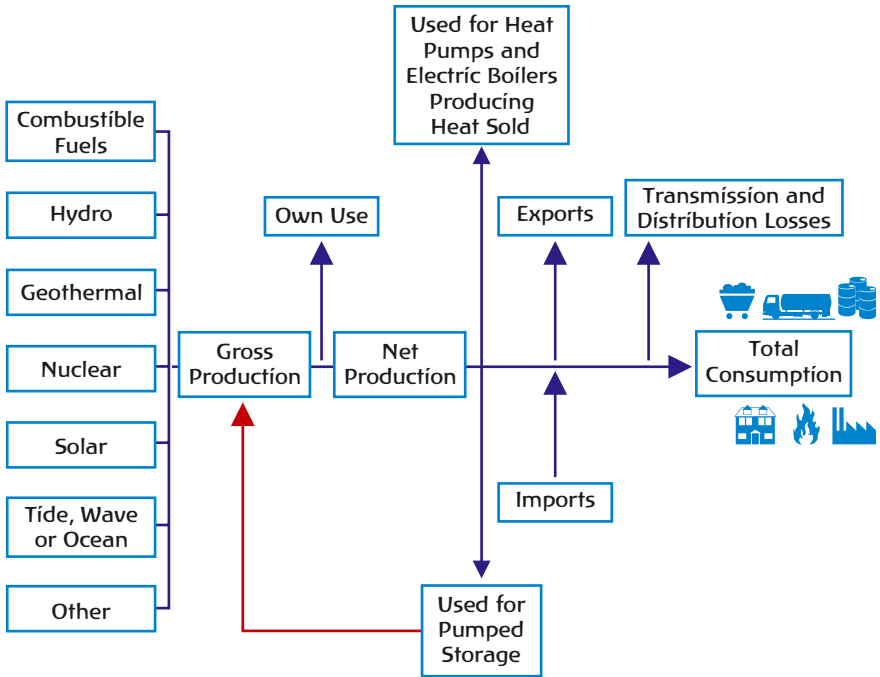 Used for Heat
Pumps and
Electric Boilers
Producing
Heat Sold
Combustible
Fuels
Hydro
Own Use
Exports
Transmission and
Distribution Losses
Geothermal
Nuclear
Gross
Production
Net
Production
Total
Consumption
Solar
Tide, Wave
or Ocean
Imports
Other
Used for
Pumped
Storage